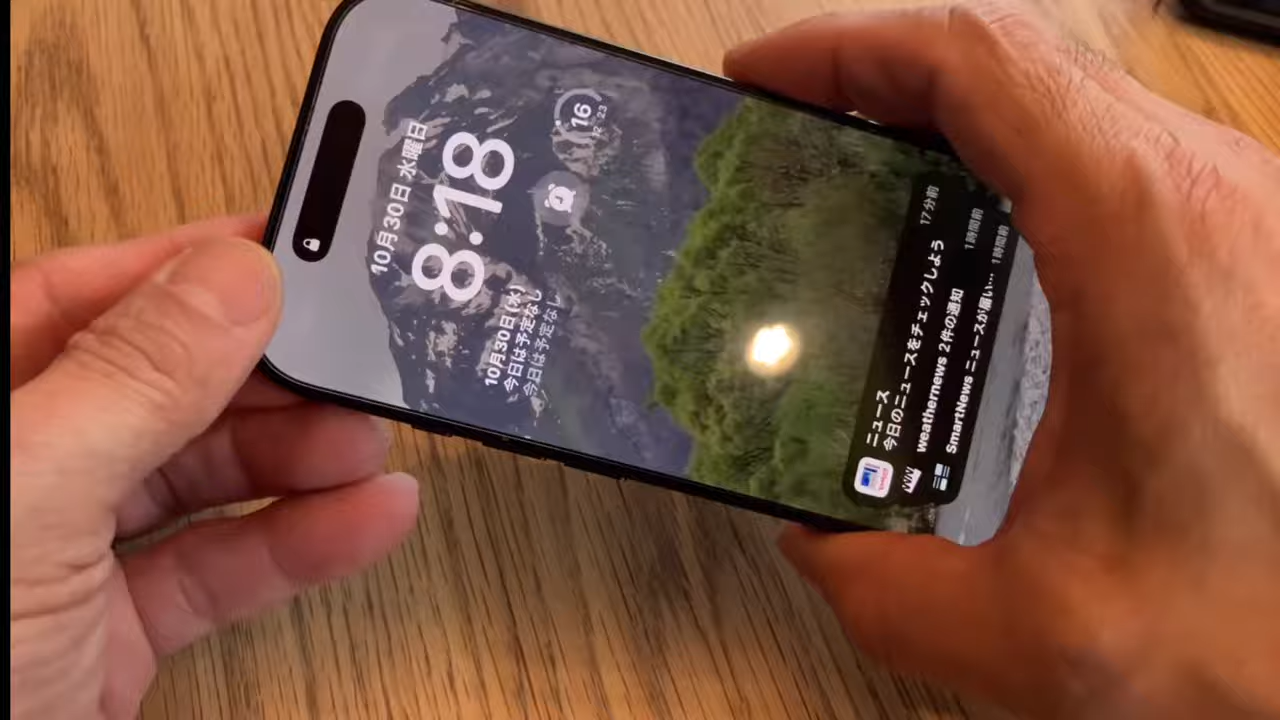 10月30日 水曜日
8:18
16
12 23
10月30日(水)
今日は予定なし
今日は予定なし
ニュース
今日のニュースをチェックしよう
17分前
weathernews 2件の通知
1時間前
SmartNews ニュースが届い…
1時間前